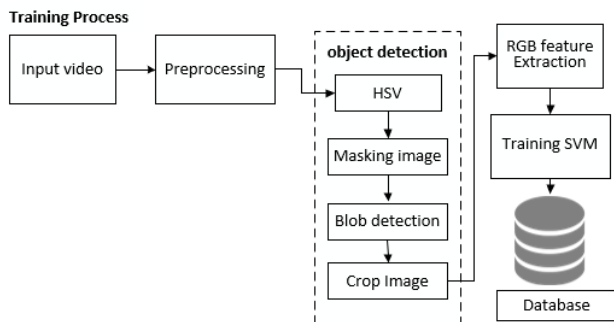 Training Process
Input video
Preprocessing
object detection
HSV
Masking image
Blob detection
Crop Image
RGB feature
Extraction
Training SVM
Database